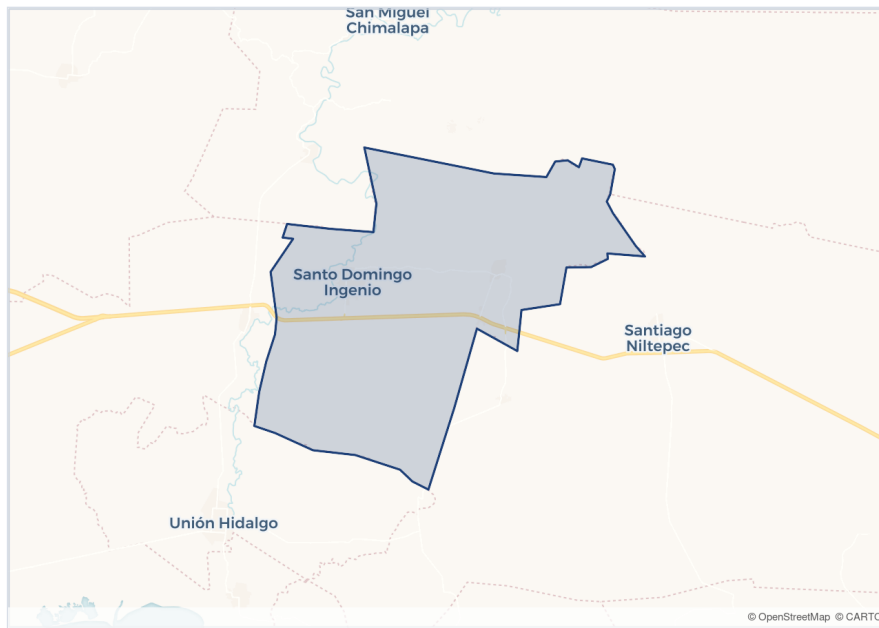 San Miguel
Chimalapa
Santo Domingo
Ingenio
Santiago
Niltepec
Unión Hidalgo
© OpenStreetMap © CARTO